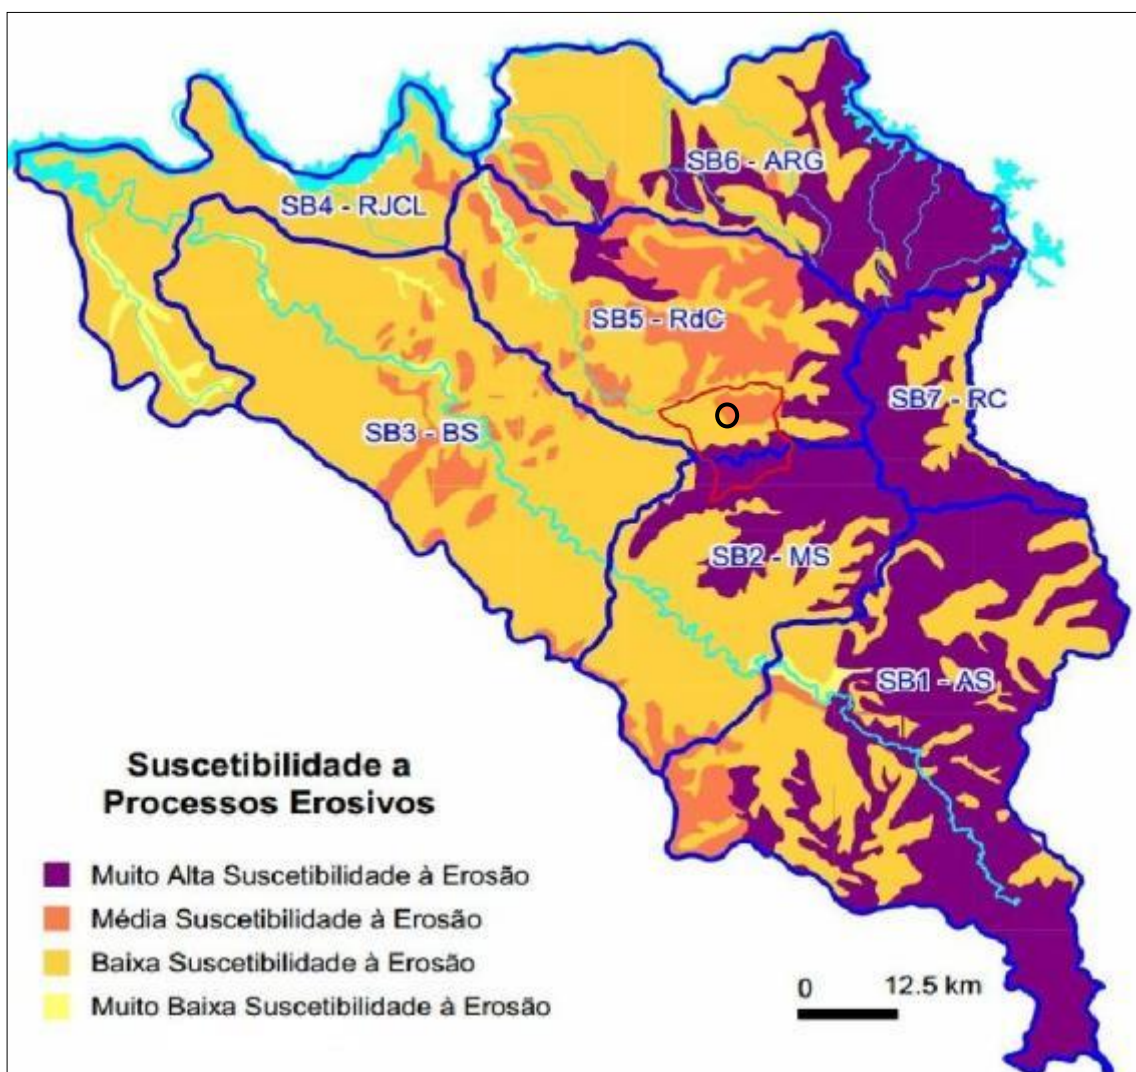 SB6 - ARG
SB4 - RJCL
SB5 - RdC
SB7 - RC
SB3 - BS
SB2 - MS
SB1 - AS
Suscetibilidade a
Processos Erosivos
Muito Alta Suscetibilidade à Erosão
Média Suscetibilidade à Erosão
Baixa Suscetibilidade à Erosão
Muito Baixa Suscetibilidade à Erosão
0 12.5 km